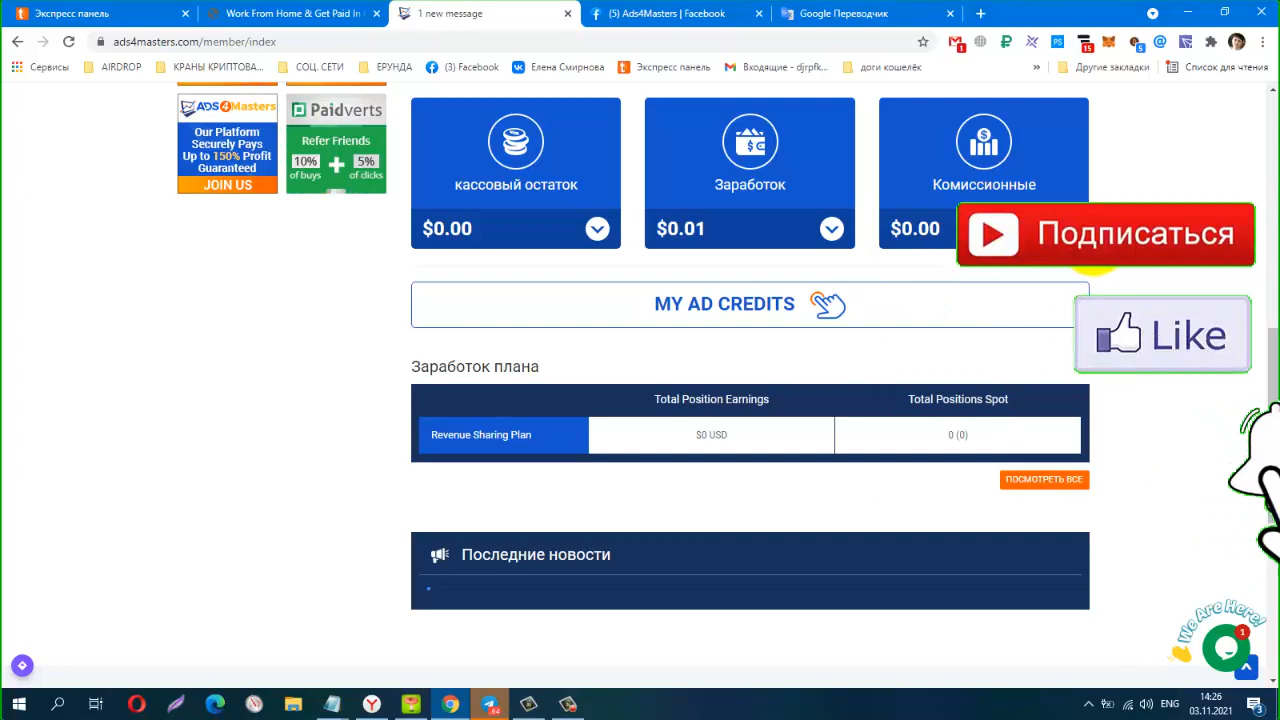 Экспресс панель
Work From Home & Get Paid In
1 new message
(5) Ads4Masters | Facebook
Google Переводчик
ads4masters.com/member/index
1
15
5
Сервисы
AIRDROP
КРАНЫ КРИПТОВА...
СОЦ. СЕТИ
ЕРУНДА
(3) Facebook
Елена Смирнова
Экспресс панель
Входящие - djrpfk...
доги кошелёк
»
Другие закладки
Список для чтения
ADS4Masters
Our Platform
Securely Pays
Up to 150% Profit
Guaranteed
JOIN US
Paidverts
Refer Friends
10% + 5%
of buys of clicks
кассовый остаток
$0.00
Заработок
$0.01
Комиссионные
$0.00
Подписаться
Like
MY AD CREDITS
Заработок плана
Total Position Earnings
Total Positions Spot
Revenue Sharing Plan
$0 USD
0 (0)
ПОСМОТРЕТЬ ВСЕ
Последние новости
We Are Here!
1
ENG
14:26
03.11.2021
3